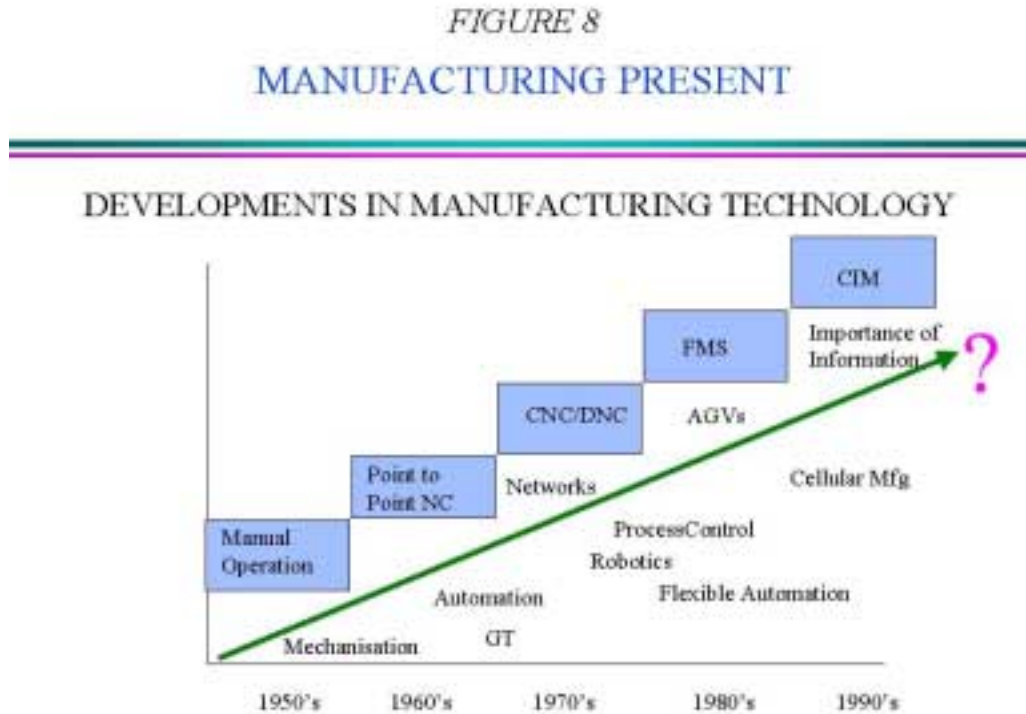 FIGURE 8
MANUFACTURING PRESENT
DEVELOPMENTS IN MANUFACTURING TECHNOLOGY
CIM
Importance of
Information
?
FMS
AGVs
CNC/DNC
Cellular Mfg
Point to
Point NC
Networks
ProcessControl
Manual
Operation
Robotics
Flexible Automation
Automation
GT
Mechanisation
1950's 1960's 1970's 1980's 1990's